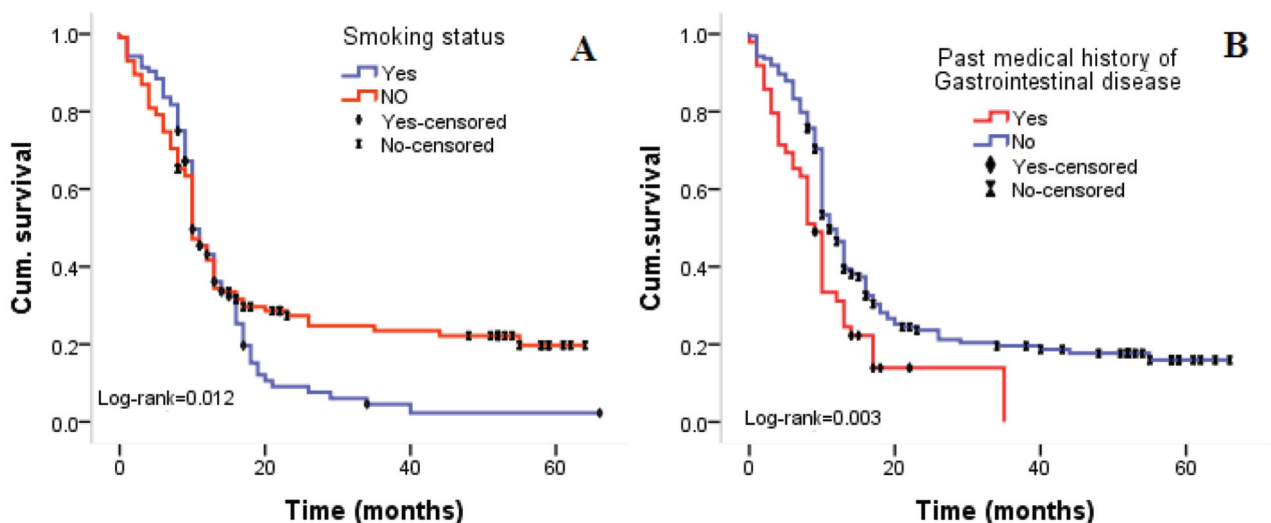 A
Smoking status
Yes
NO
Yes-censored
No-censored
Cum. survival
1.0
0.8
0.6
0.4
0.2
0.0
Log-rank=0.012
0
20
40
60
Time (months)
B
Past medical history of
Gastrointestinal disease
Yes
No
Yes-censored
No-censored
Cum.survival
1.0
0.8
0.6
0.4
0.2
0.0
Log-rank=0.003
0
20
40
60
Time (months)